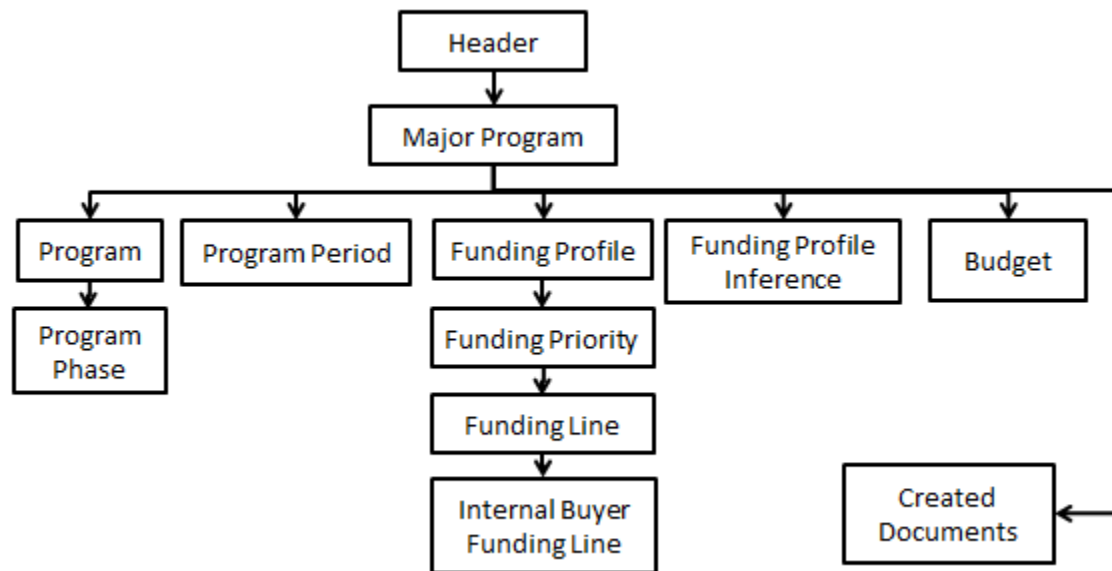 Header
Major Program
Program
Program Period
Funding Profile
Funding Profile
Inference
Budget
Program
Phase
Funding Priority
Funding Line
Internal Buyer
Funding Line
Created
Documents